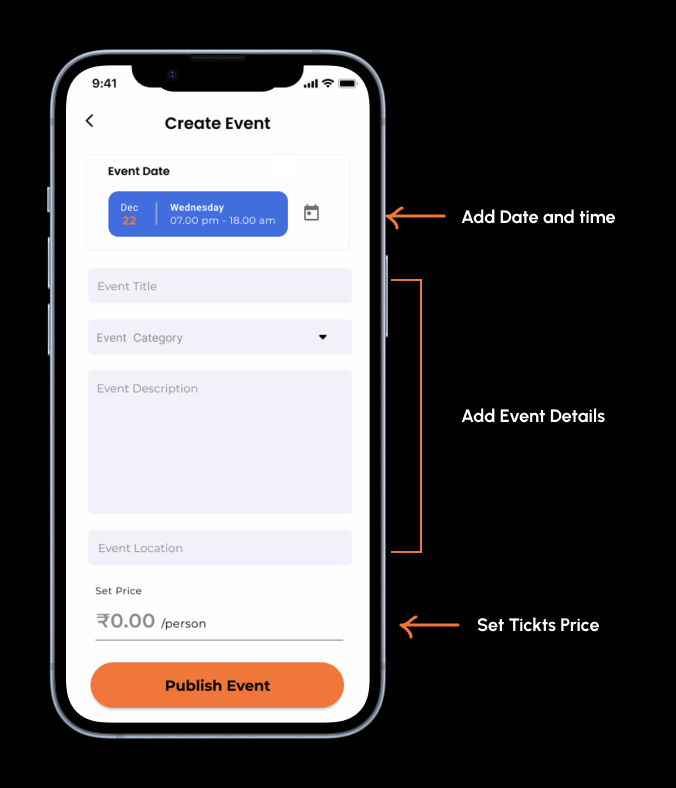 9:41
Create Event
Event Date
Dec
22
Wednesday
07.00 pm - 18.00 am
Add Date and time
Event Title
Event Category
Event Description
Add Event Details
Event Location
Set Price
₹0.00 /person
Set Tickts Price
Publish Event